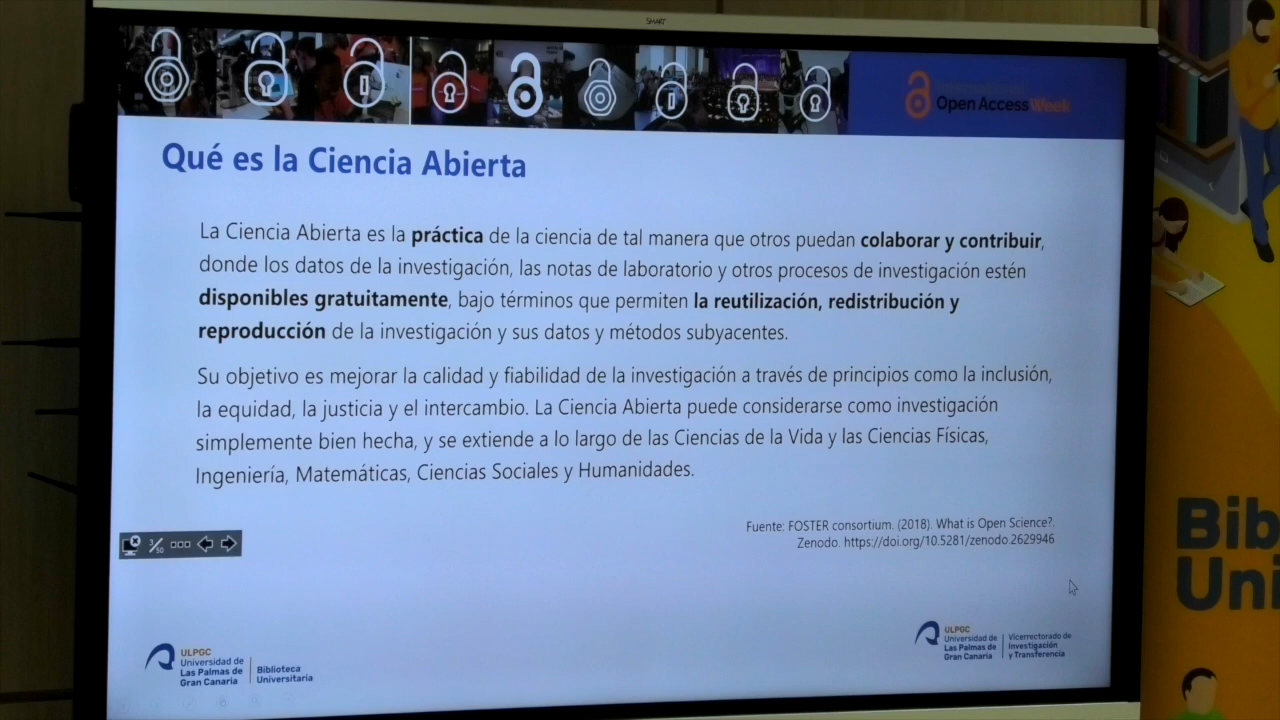 SMART
Open Access Week
Qué es la Ciencia Abierta
La Ciencia Abierta es la práctica de la ciencia de tal manera que otros puedan colaborar y contribuir,
donde los datos de la investigación, las notas de laboratorio y otros procesos de investigación estén
disponibles gratuitamente, bajo términos que permiten la reutilización, redistribución y
reproducción de la investigación y sus datos y métodos subyacentes.
Su objetivo es mejorar la calidad y fiabilidad de la investigación a través de principios como la inclusión,
la equidad, la justicia y el intercambio. La Ciencia Abierta puede considerarse como investigación
simplemente bien hecha, y se extiende a lo largo de las Ciencias de la Vida y las Ciencias Físicas,
Ingeniería, Matemáticas, Ciencias Sociales y Humanidades.
Fuente: FOSTER consortium. (2018). What is Open Science?.
Zenodo. https://doi.org/10.5281/zenodo.2629946
3/50
ULPGC
Universidad de
Las Palmas de
Gran Canaria
Biblioteca
Universitaria
ULPGC
Universidad de
Las Palmas de
Gran Canaria
Vicerrectorado de
Investigación
y Transferencia
Bib
Uni